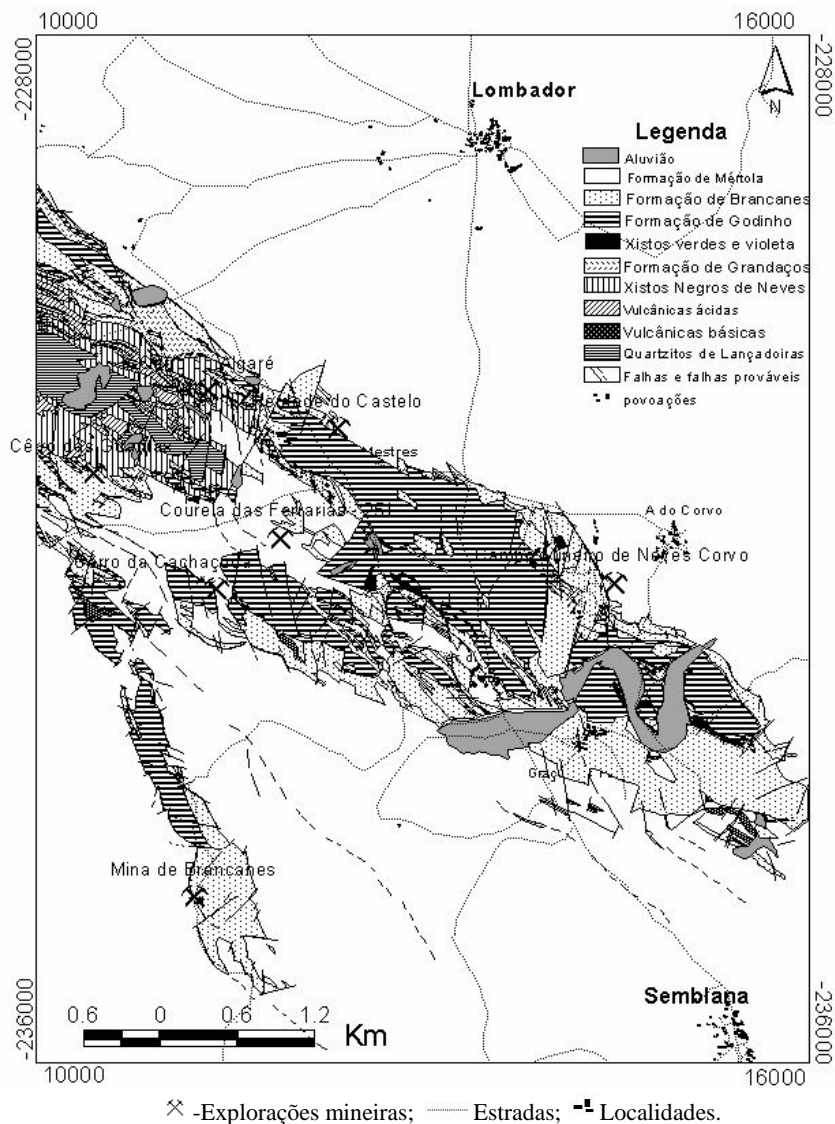 10000 16000
-228000 -228000
Lombador
N
Legenda
Aluvião
Formação de Mértola
Formação de Brancanes
Formação de Godinho
Xistos verdes e violeta
Formação de Grandaços
Xistos Negros de Neves
Vulcânicas ácidas
Vulcânicas básicas
Quartzitos de Lançadoiras
Falhas e falhas prováveis
povoações
do Castelo
Courela das Ferrarias
A do Corvo
de Neves Corvo
Cerro da Cachaçuda
Mina de Brancanes
Semblana
0.6 0 0.6 1.2
Km
-236000 -236000
10000 16000
-Explorações mineiras; Estradas; Localidades.